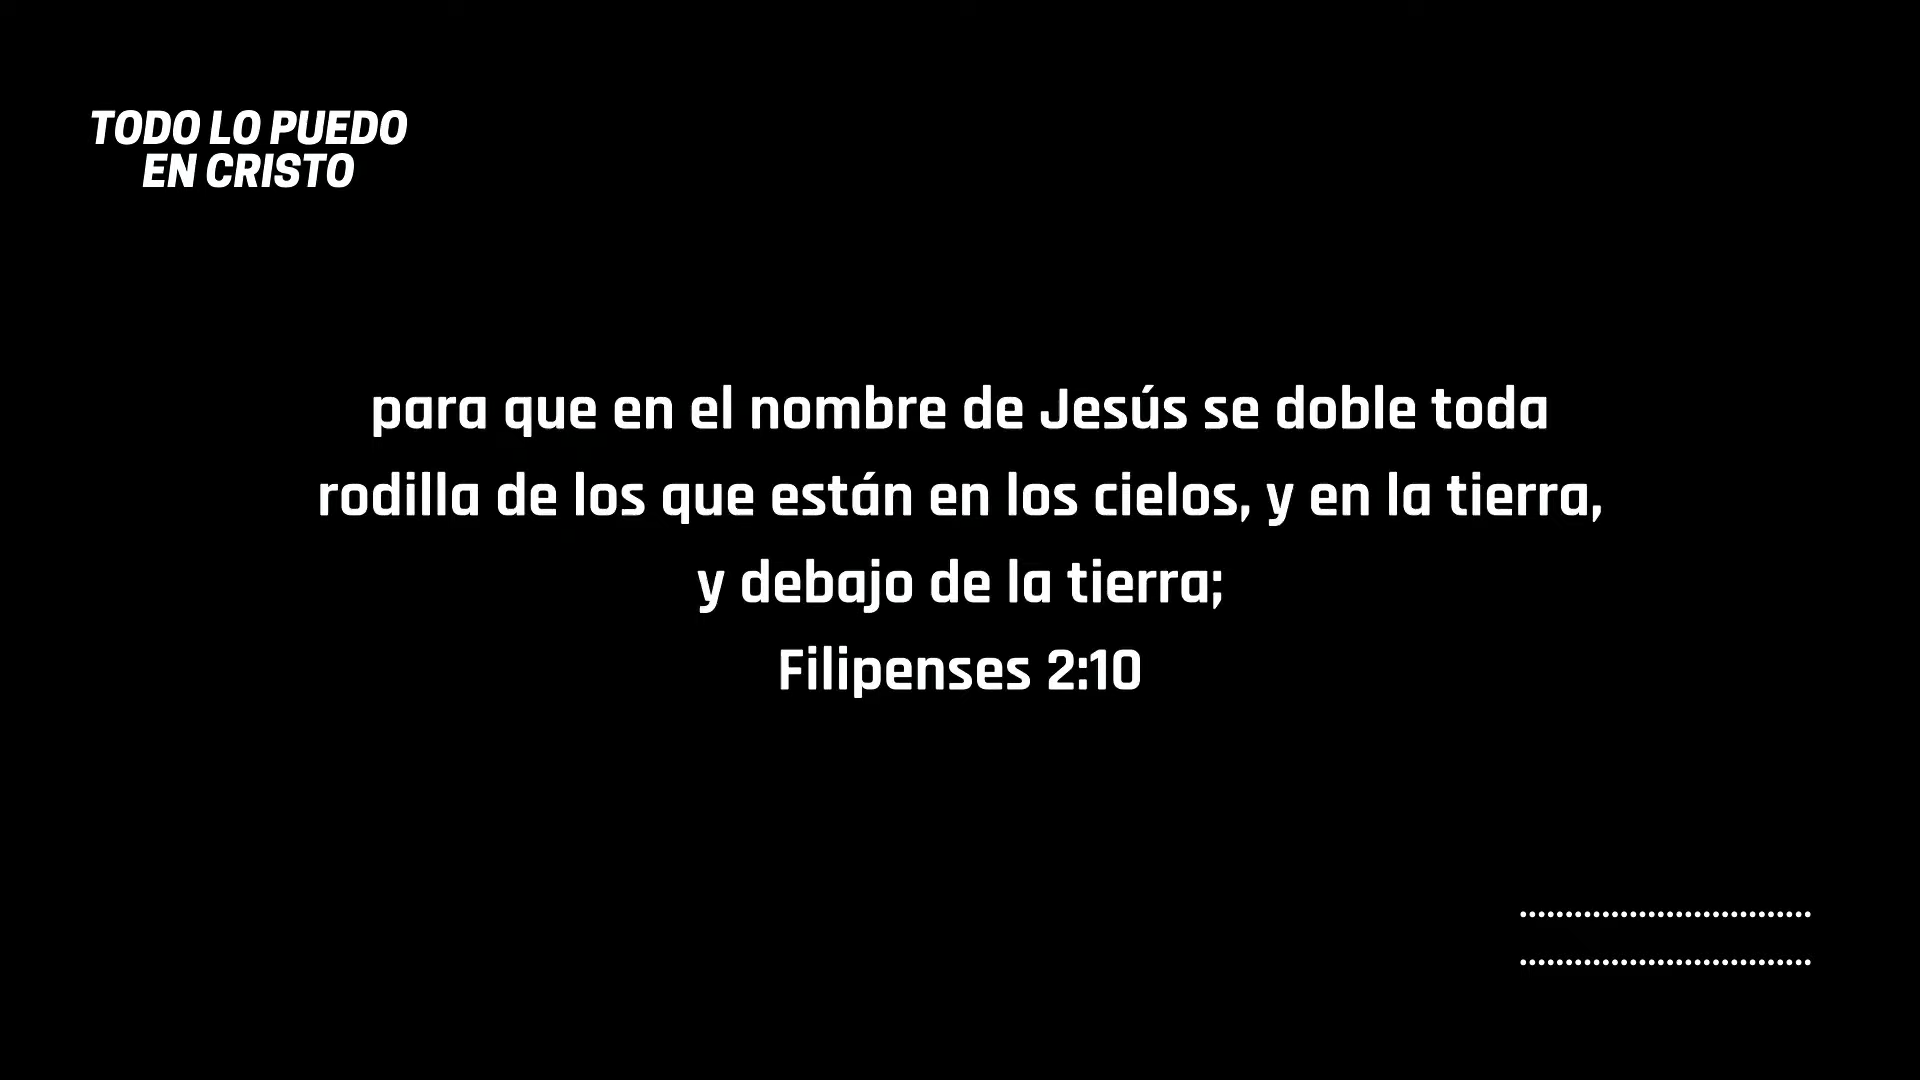 TODO LO PUEDO
EN CRISTO
para que en el nombre de Jesús se doble toda
rodilla de los que están en los cielos, y en la tierra,
y debajo de la tierra;
Filipenses 2:10